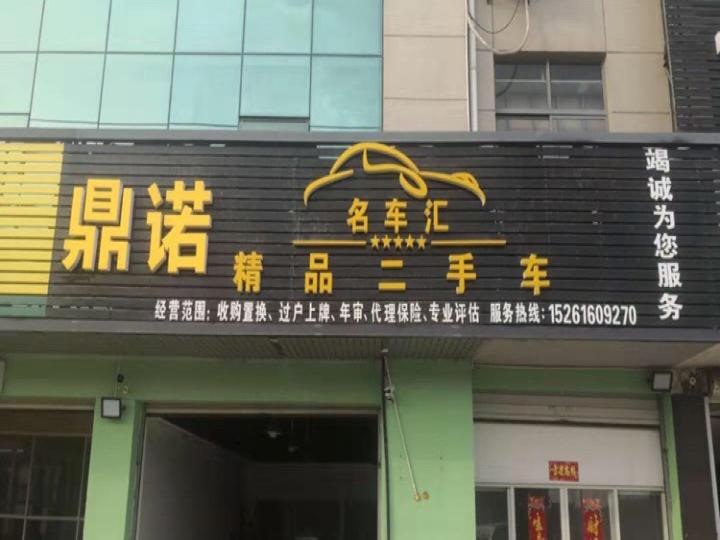 鼎诺
名车汇
精品二手车
经营范围：收购置换、过户上牌、年审、代理保险、专业评估 服务热线：15261609270
竭诚为您服务